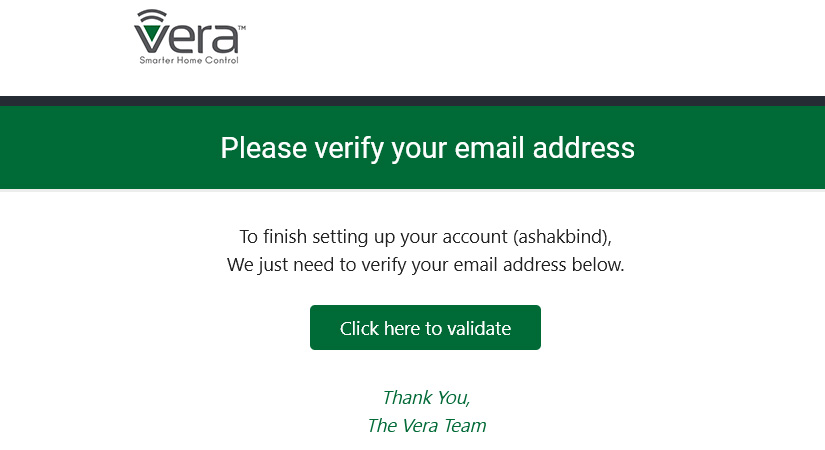 vera™
Smarter Home Control
Please verify your email address
To finish setting up your account (ashakbind),
We just need to verify your email address below.
Click here to validate
Thank You,
The Vera Team